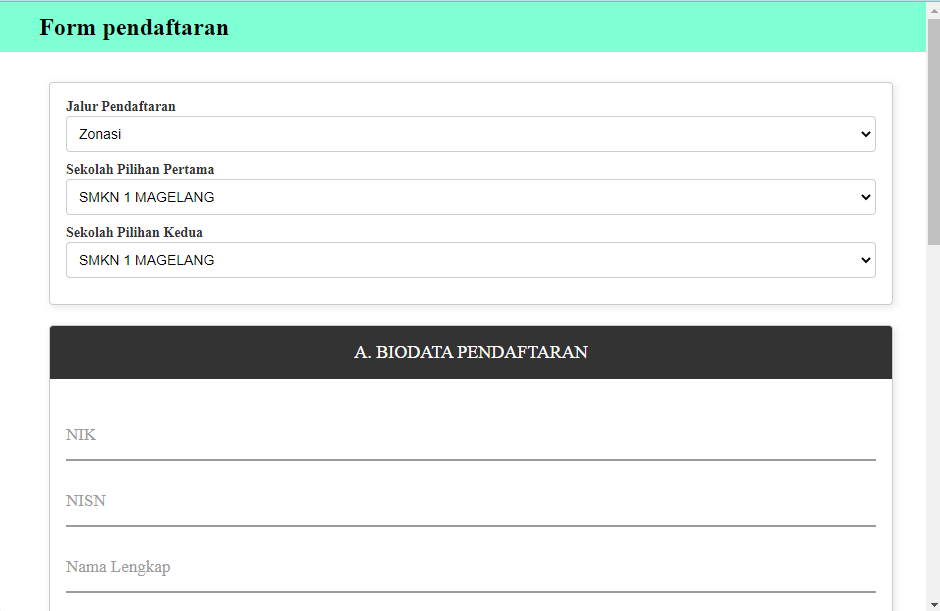 Form pendaftaran
Jalur Pendaftaran
Zonasi
Sekolah Pilihan Pertama
SMKN 1 MAGELANG
Sekolah Pilihan Kedua
SMKN 1 MAGELANG
A. BIODATA PENDAFTARAN
NIK
NISN
Nama Lengkap